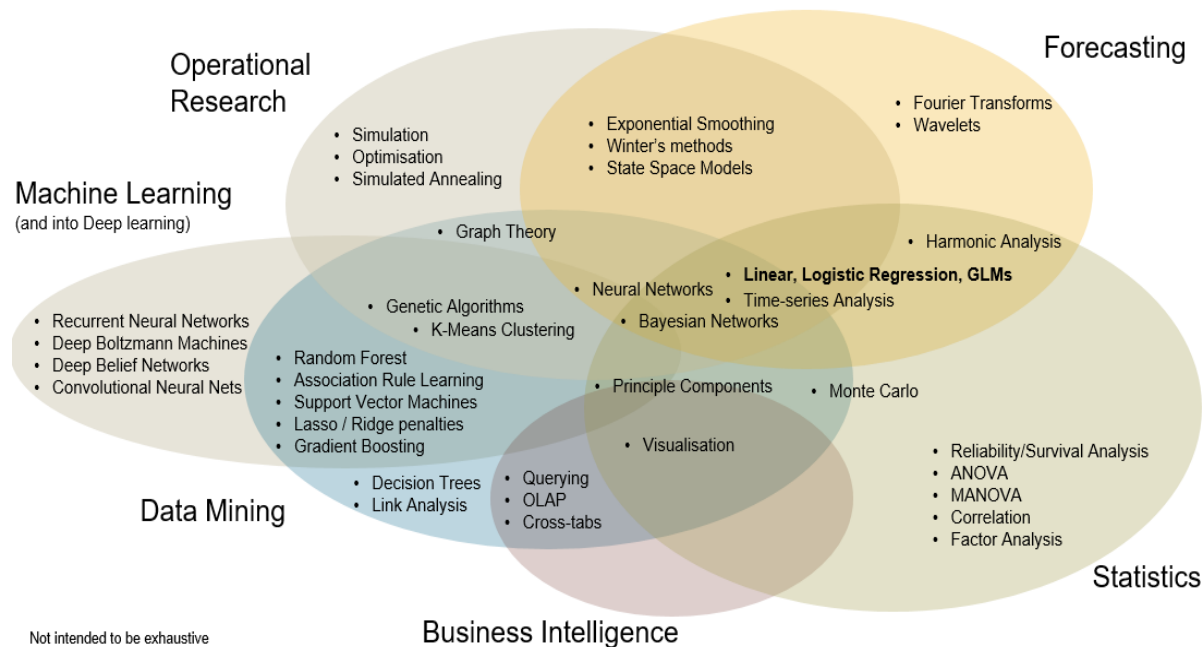 Operational
Research
Forecasting
• Simulation
• Optimisation
• Simulated Annealing
• Exponential Smoothing
• Winter's methods
• State Space Models
• Fourier Transforms
• Wavelets
Machine Learning
(and into Deep learning)
• Graph Theory
• Harmonic Analysis
• Linear, Logistic Regression, GLMs
• Neural Networks
• Time-series Analysis
• Genetic Algorithms
• K-Means Clustering
• Bayesian Networks
• Recurrent Neural Networks
• Deep Boltzmann Machines
• Deep Belief Networks
• Convolutional Neural Nets
• Random Forest
• Association Rule Learning
• Support Vector Machines
• Lasso / Ridge penalties
• Gradient Boosting
• Principle Components
• Monte Carlo
• Visualisation
• Reliability/Survival Analysis
• ANOVA
• MANOVA
• Correlation
• Factor Analysis
Data Mining
• Decision Trees
• Link Analysis
• Querying
• OLAP
• Cross-tabs
Statistics
Business Intelligence
Not intended to be exhaustive